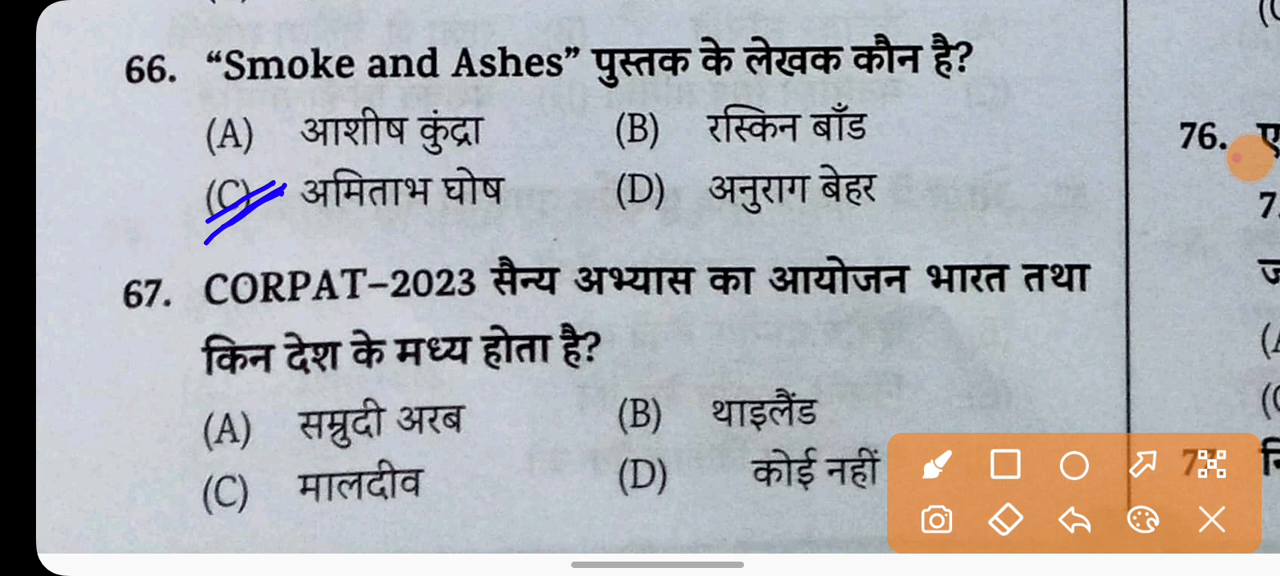 66. “Smoke and Ashes” पुस्तक के लेखक कौन है?
(A) आशीष कुंद्रा (B) रस्किन बाँड
(C) अमिताभ घोष (D) अनुराग बेहर
67. CORPAT–2023 सैन्य अभ्यास का आयोजन भारत तथा
किन देश के मध्य होता है?
(A) सम्रुदी अरब (B) थाइलैंड
(C) मालदीव (D) कोई नहीं
76.